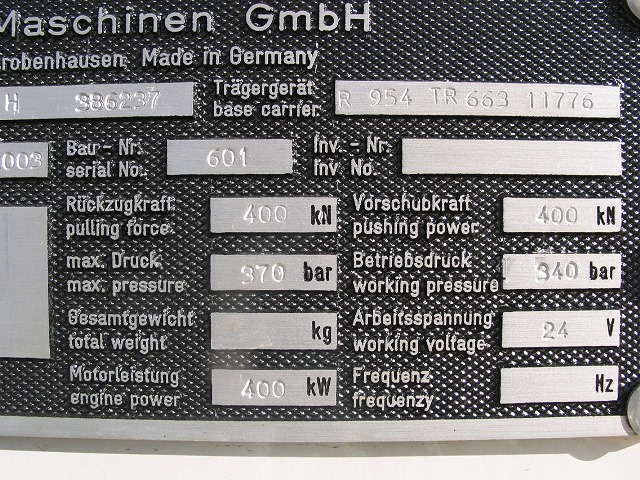 Maschinen GmbH
robenhausen Made in Germany
H 386237 Trägergerät base carrier R 954 TR 663 11776
003 Bau-Nr. serial No. 601 Inv.-Nr. Inv No.
Rückzugkraft pulling force 400 kN Vorschubkraft pushing power 400 kN
max. Druck max. pressure 370 bar Betriebsdruck working pressure 340 bar
Gesamtgewicht total weight kg Arbeitsspannung working voltage 24 V
Motorleistung engine power 400 kW Frequenz frequenzy Hz